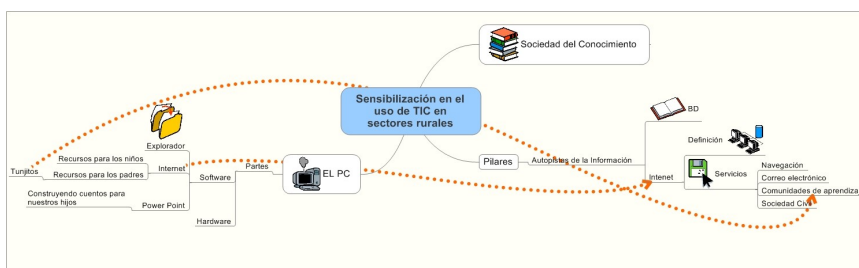 Sociedad del Conocimiento
Sensibilización en el
uso de TIC en
sectores rurales
BD
Definición
Explorador
Pilares
Autopistas de la Información
Recursos para los niños
Internet
Partes
EL PC
Navegación
Tunjitos
Recursos para los padres
Software
Intenet
Servicios
Correo electrónico
Comunidades de aprendiza
Construyendo cuentos para
nuestros hijos
Power Point
Sociedad Civil
Hardware